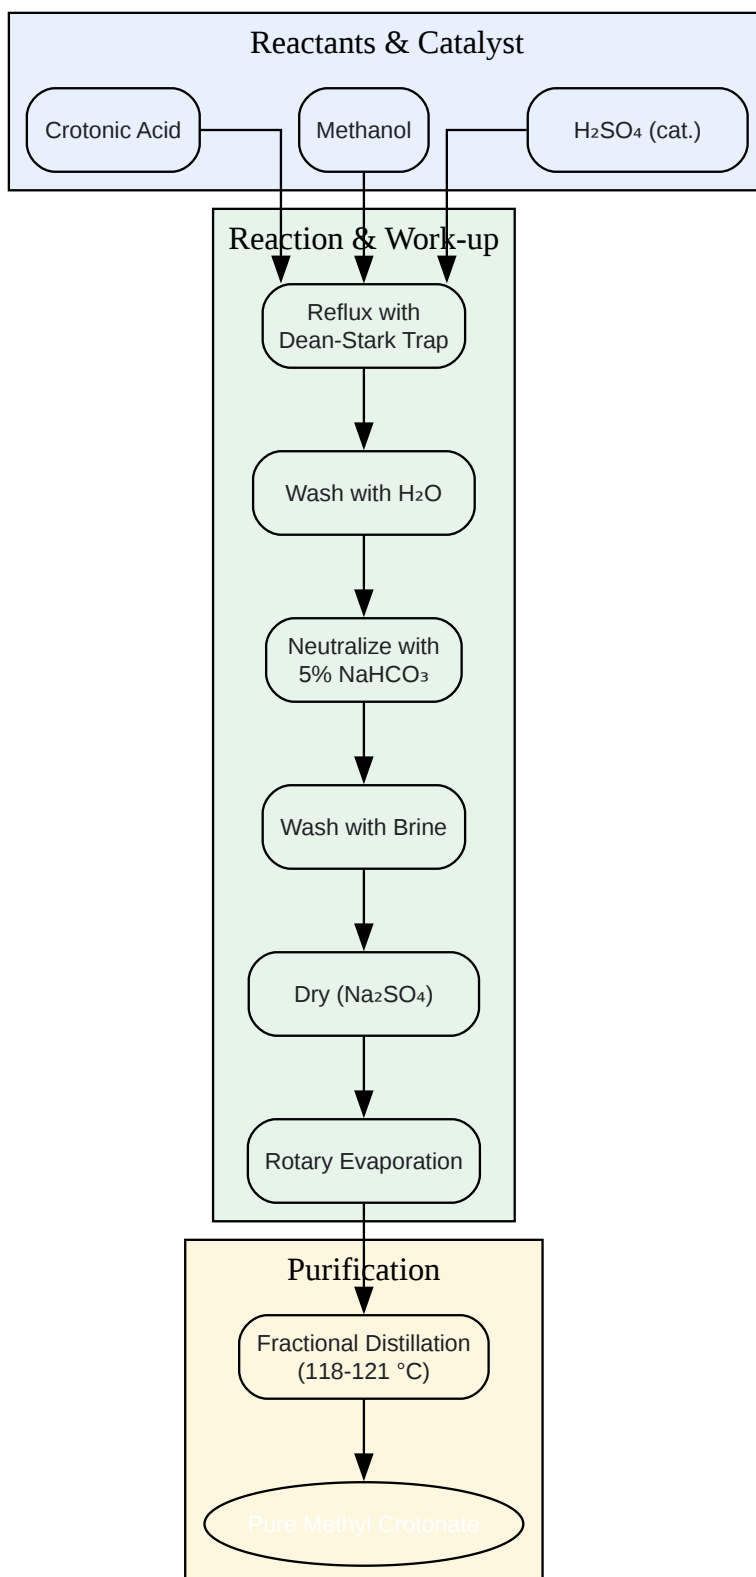 Reactants & Catalyst
Crotonic Acid
Methanol
H₂SO₄ (cat.)
Reaction & Work-up
Reflux with
Dean-Stark Trap
Wash with H₂O
Neutralize with
5% NaHCO₃
Wash with Brine
Dry (Na₂SO₄)
Rotary Evaporation
Purification
Fractional Distillation
(118-121 °C)
Pure Methyl Crotonate